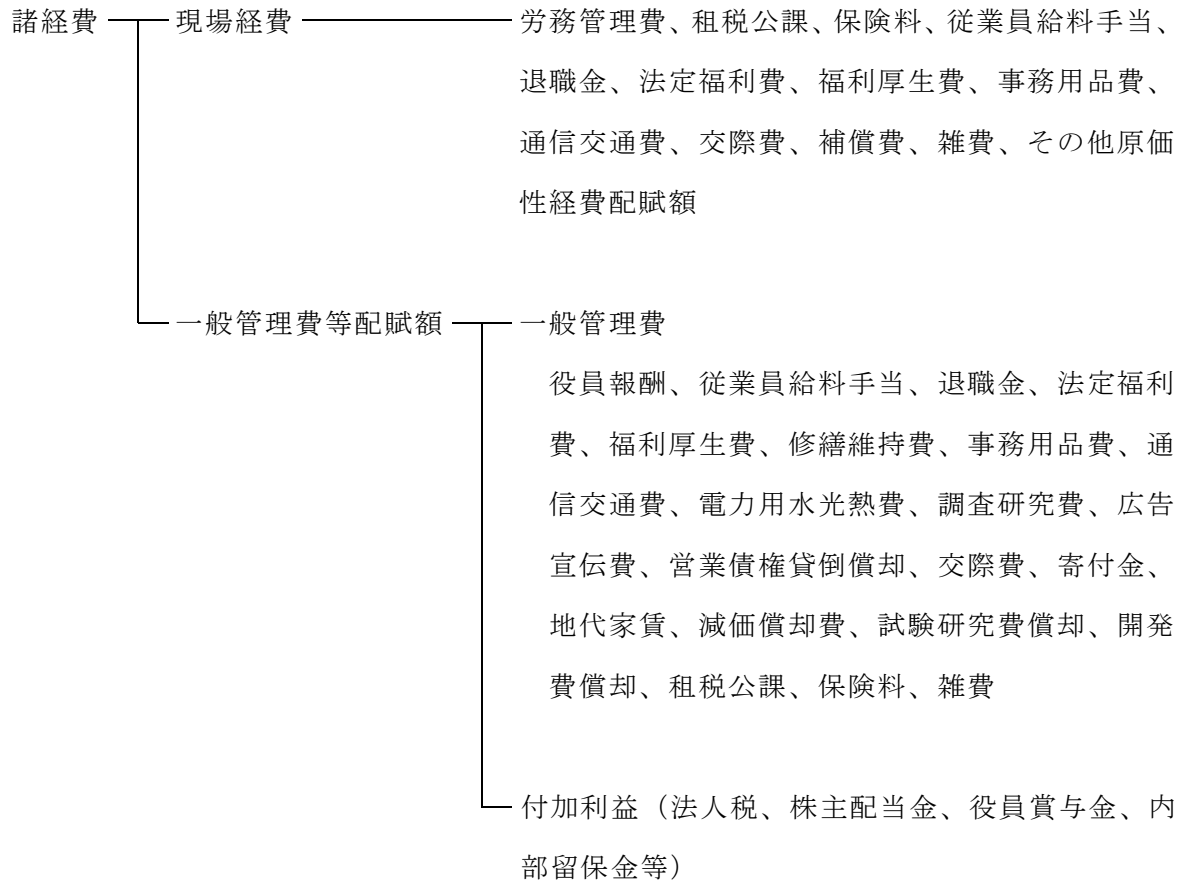 諸経費 現場経費 労務管理費、租税公課、保険料、従業員給料手当、
退職金、法定福利費、福利厚生費、事務用品費、
通信交通費、交際費、補償費、雑費、その他原価
性経費配賦額
一般管理費等配賦額 一般管理費
役員報酬、従業員給料手当、退職金、法定福利
費、福利厚生費、修繕維持費、事務用品費、通
信交通費、電力用水光熱費、調査研究費、広告
宣伝費、営業債権貸倒償却、交際費、寄付金、
地代家賃、減価償却費、試験研究費償却、開発
費償却、租税公課、保険料、雑費
付加利益（法人税、株主配当金、役員賞与金、内
部留保金等）